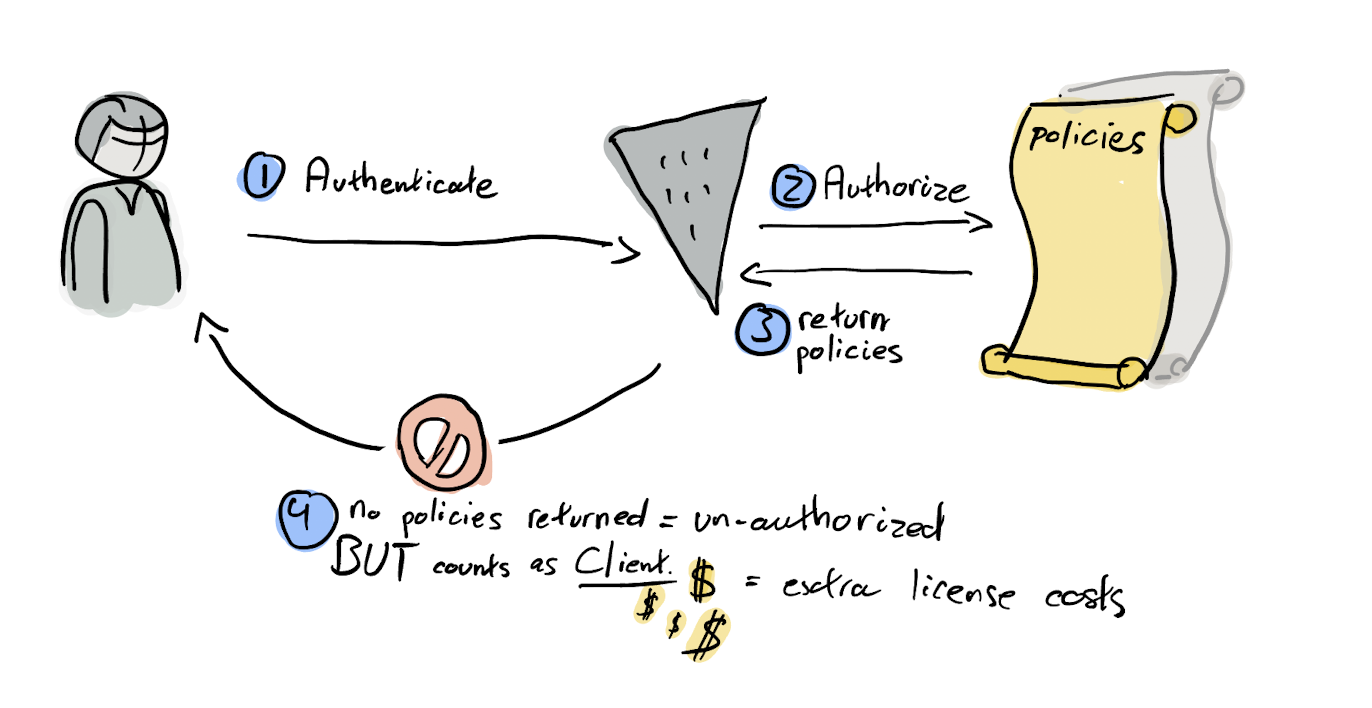 1 Authenticate
2 Authorize
policies
3 return
policies
4 no policies returned = un-authorized
BUT counts as Client. $ = extra license costs
$ $ $